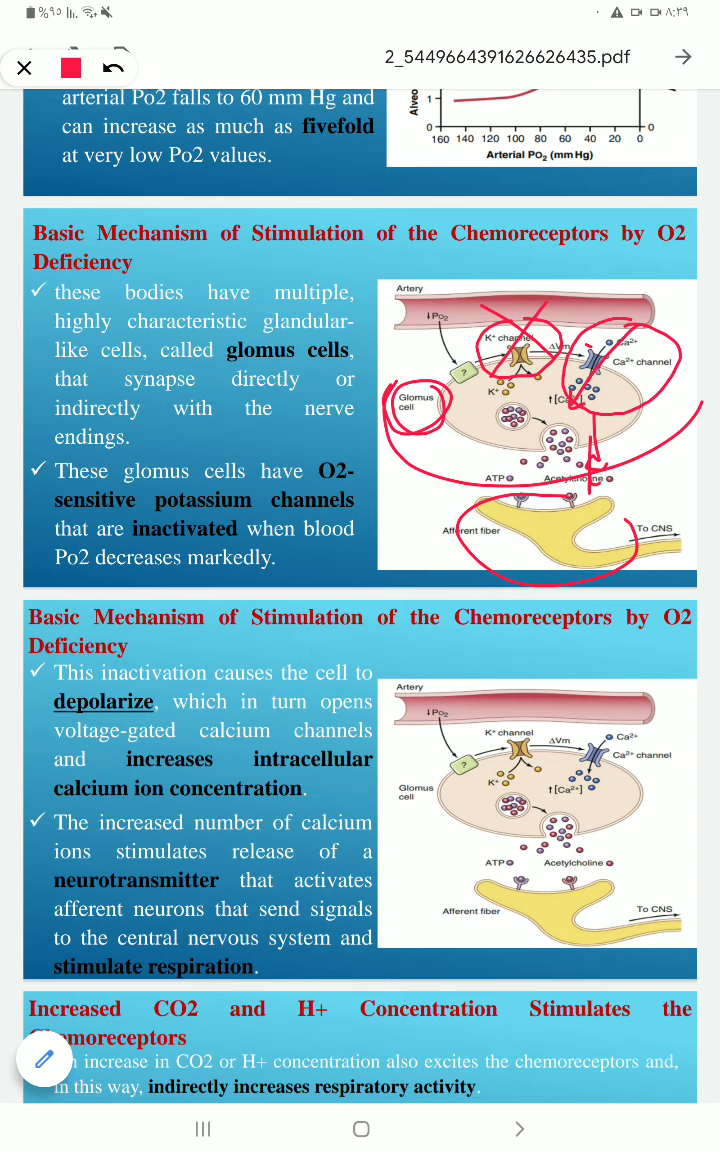 %٩٥
٨:٣٩
2_5449664391626626435.pdf
arterial Po2 falls to 60 mm Hg and
can increase as much as fivefold
at very low Po2 values.
Alveo
1
0
0
160 140 120 100 80 60 40 20 0
Arterial PO2 (mm Hg)
Basic Mechanism of Stimulation of the Chemoreceptors by O2
Deficiency
✓ these bodies have multiple,
highly characteristic glandular-
like cells, called glomus cells,
that synapse directly or
indirectly with the nerve
endings.
✓ These glomus cells have O2-
sensitive potassium channels
that are inactivated when blood
Po2 decreases markedly.
Artery
↓Po2
K+ channel
ΔVm
Ca2+
Ca2+ channel
?
K+
↑[Ca2+]
Glomus
cell
ATP
Acetylcholine
Afferent fiber
To CNS
Basic Mechanism of Stimulation of the Chemoreceptors by O2
Deficiency
✓ This inactivation causes the cell to
depolarize, which in turn opens
voltage-gated calcium channels
and increases intracellular
calcium ion concentration.
✓ The increased number of calcium
ions stimulates release of a
neurotransmitter that activates
afferent neurons that send signals
to the central nervous system and
stimulate respiration.
Artery
↓Po2
K+ channel
ΔVm
Ca2+
Ca2+ channel
?
K+
↑[Ca2+]
Glomus
cell
ATP
Acetylcholine
Afferent fiber
To CNS
Increased CO2 and H+ Concentration Stimulates the
Chemoreceptors
increase in CO2 or H+ concentration also excites the chemoreceptors and,
in this way, indirectly increases respiratory activity.